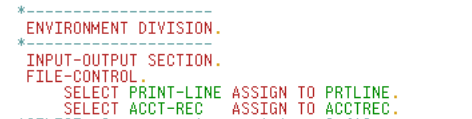 *--------------------
ENVIRONMENT DIVISION.
*--------------------
INPUT-OUTPUT SECTION.
FILE-CONTROL.
SELECT PRINT-LINE ASSIGN TO PRTLINE.
SELECT ACCT-REC   ASSIGN TO ACCTREC.